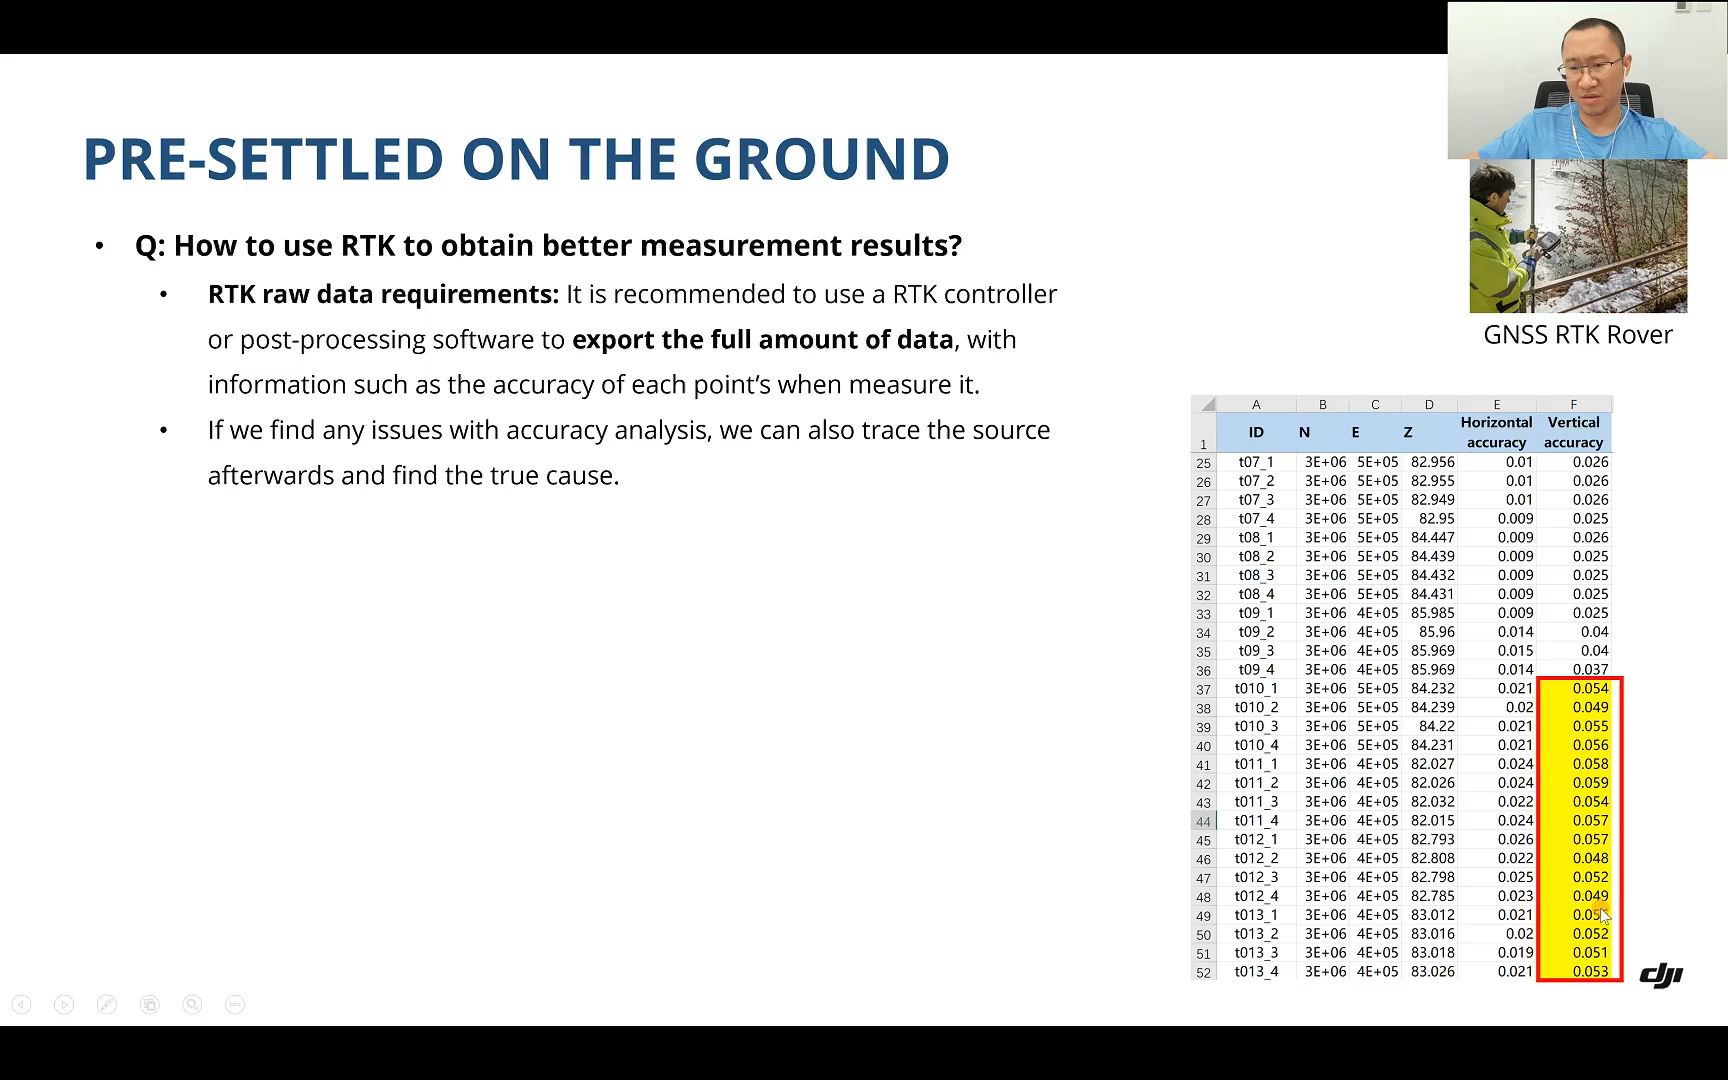 PRE-SETTLED ON THE GROUND
• Q: How to use RTK to obtain better measurement results?
• RTK raw data requirements: It is recommended to use a RTK controller
or post-processing software to export the full amount of data, with
information such as the accuracy of each point's when measure it.
• If we find any issues with accuracy analysis, we can also trace the source
afterwards and find the true cause.
GNSS RTK Rover
A B C D E F
1 ID N E Z Horizontal accuracy Vertical accuracy
25 t07_1 3E+06 5E+05 82.956 0.01 0.026
26 t07_2 3E+06 5E+05 82.955 0.01 0.026
27 t07_3 3E+06 5E+05 82.949 0.01 0.026
28 t07_4 3E+06 5E+05 82.95 0.009 0.025
29 t08_1 3E+06 5E+05 84.447 0.009 0.026
30 t08_2 3E+06 5E+05 84.439 0.009 0.025
31 t08_3 3E+06 5E+05 84.432 0.009 0.025
32 t08_4 3E+06 5E+05 84.431 0.009 0.025
33 t09_1 3E+06 4E+05 85.985 0.009 0.025
34 t09_2 3E+06 4E+05 85.96 0.014 0.04
35 t09_3 3E+06 4E+05 85.969 0.015 0.04
36 t09_4 3E+06 4E+05 85.969 0.014 0.037
37 t010_1 3E+06 5E+05 84.232 0.021 0.054
38 t010_2 3E+06 5E+05 84.239 0.02 0.049
39 t010_3 3E+06 5E+05 84.22 0.021 0.055
40 t010_4 3E+06 5E+05 84.231 0.021 0.056
41 t011_1 3E+06 4E+05 82.027 0.024 0.058
42 t011_2 3E+06 4E+05 82.026 0.024 0.059
43 t011_3 3E+06 4E+05 82.032 0.022 0.054
44 t011_4 3E+06 4E+05 82.015 0.024 0.057
45 t012_1 3E+06 4E+05 82.793 0.026 0.057
46 t012_2 3E+06 4E+05 82.808 0.022 0.048
47 t012_3 3E+06 4E+05 82.798 0.025 0.052
48 t012_4 3E+06 4E+05 82.785 0.023 0.049
49 t013_1 3E+06 4E+05 83.012 0.021
50 t013_2 3E+06 4E+05 83.016 0.02 0.052
51 t013_3 3E+06 4E+05 83.018 0.019 0.051
52 t013_4 3E+06 4E+05 83.026 0.021 0.053
dji